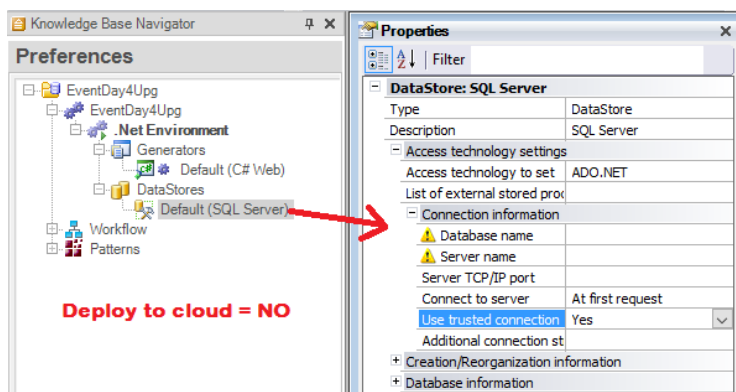 Knowledge Base Navigator
Preferences
EventDay4Upg
EventDay4Upg
.Net Environment
Generators
Default (C# Web)
DataStores
Default (SQL Server)
Workflow
Patterns
Deploy to cloud = NO
Properties
Filter
DataStore: SQL Server
Type DataStore
Description SQL Server
Access technology settings
Access technology to set ADO.NET
List of external stored proc
Connection information
Database name
Server name
Server TCP/IP port
Connect to server At first request
Use trusted connection Yes
Additional connection st
Creation/Reorganization information
Database information